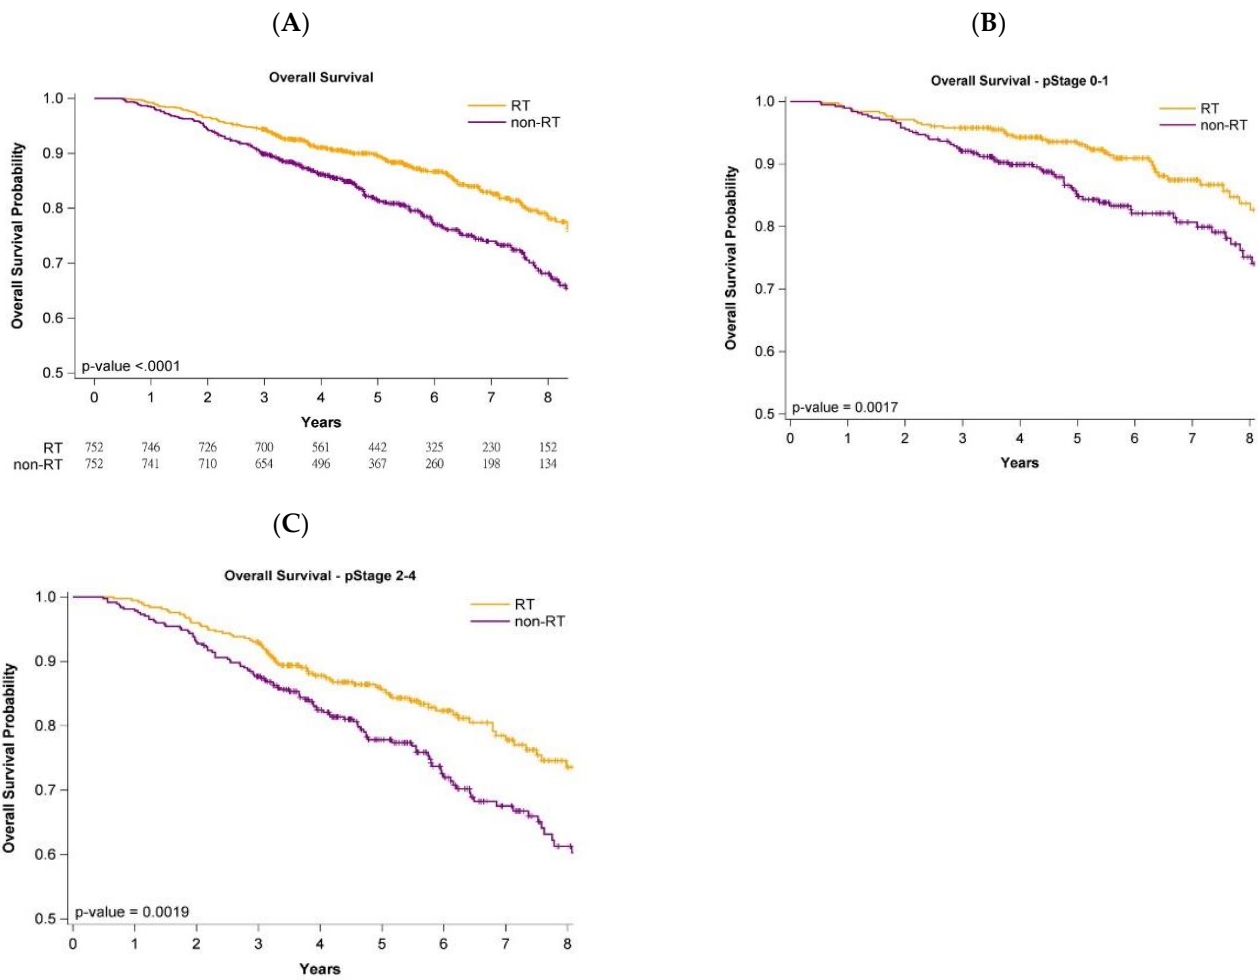 (A)
Overall Survival
RT
non-RT
Overall Survival Probability
1.0
0.9
0.8
0.7
0.6
0.5
p-value <.0001
0 1 2 3 4 5 6 7 8
Years
RT 752 746 726 700 561 442 325 230 152
non-RT 752 741 710 654 496 367 260 198 134
(B)
Overall Survival - pStage 0-1
RT
non-RT
Overall Survival Probability
1.0
0.9
0.8
0.7
0.6
0.5
p-value = 0.0017
0 1 2 3 4 5 6 7 8
Years
(C)
Overall Survival - pStage 2-4
RT
non-RT
Overall Survival Probability
1.0
0.9
0.8
0.7
0.6
0.5
p-value = 0.0019
0 1 2 3 4 5 6 7 8
Years